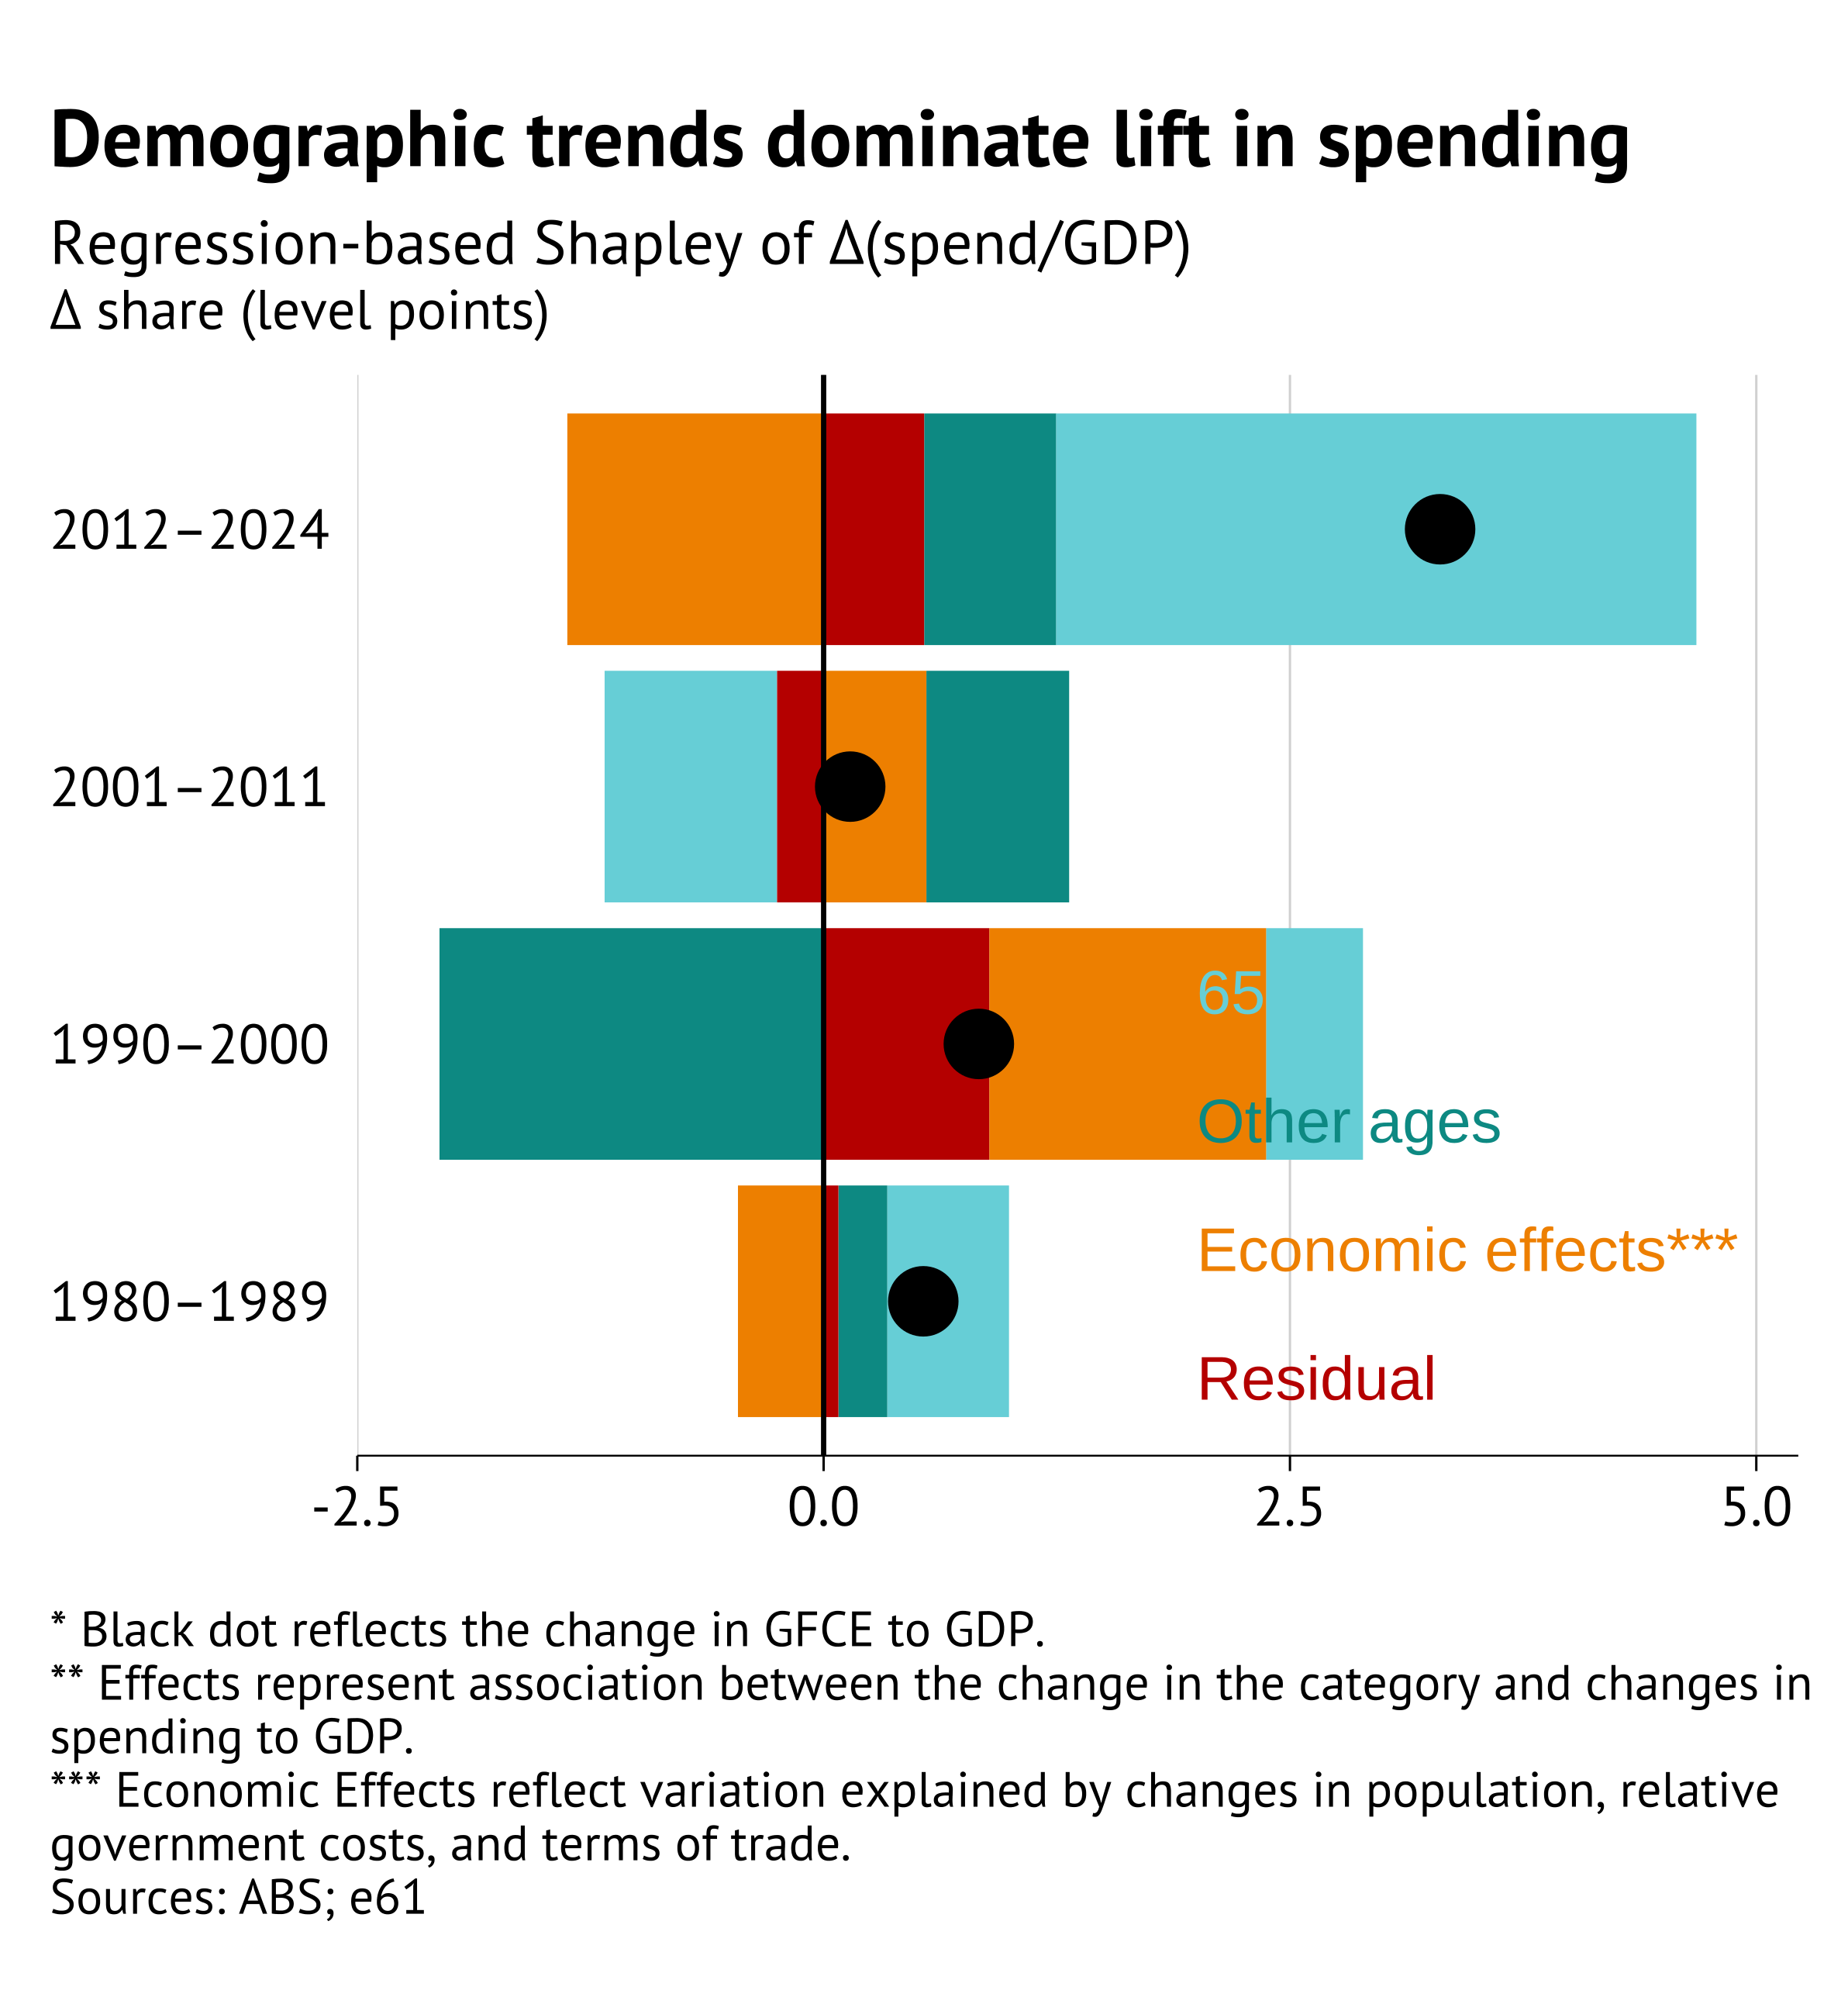 Demographic trends dominate lift in spending
Regression-based Shapley of Δ(spend/GDP)
Δ share (level points)
2012–2024
2001–2011
1990–2000
1980–1989
65
Other ages
Economic effects***
Residual
-2.5
0.0
2.5
5.0
* Black dot reflects the change in GFCE to GDP.
** Effects represent association between the change in the category and changes in
spending to GDP.
*** Economic Effects reflect variation explained by changes in population, relative
government costs, and terms of trade.
Sources: ABS; e61